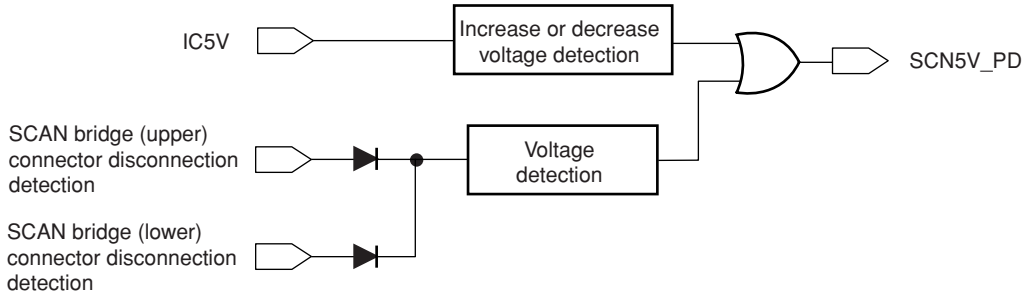 IC5V
Increase or decrease
voltage detection
SCN5V_PD
SCAN bridge (upper)
connector disconnection
detection
Voltage
detection
SCAN bridge (lower)
connector disconnection
detection